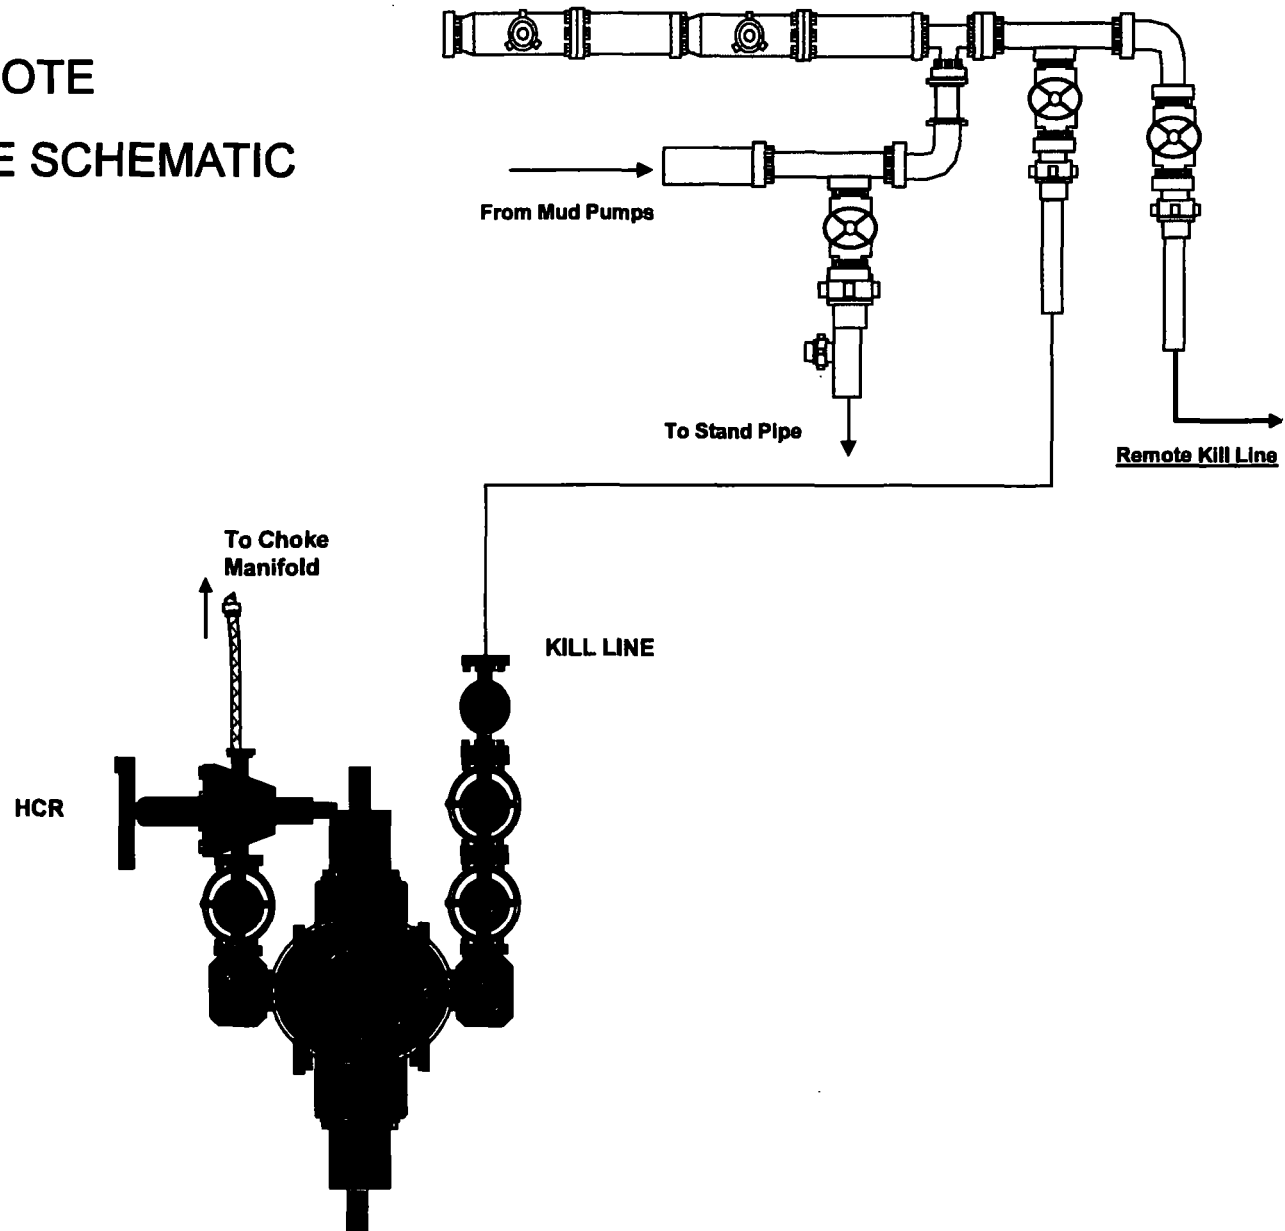 OTE
E SCHEMATIC
From Mud Pumps
To Stand Pipe
Remote Kill Line
To Choke
Manifold
KILL LINE
HCR